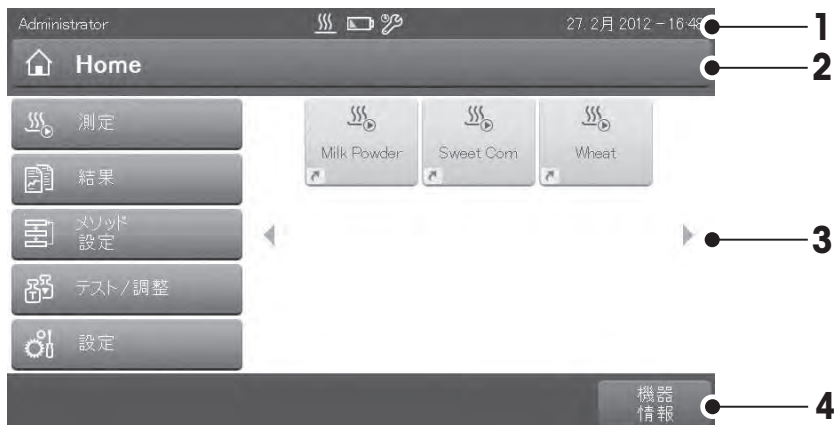 Administrator
27. 2月 2012 - 16:48
1
Home
2
測定
結果
メソッド
設定
テスト/調整
設定
Milk Powder
Sweet Corn
Wheat
3
機器
情報
4